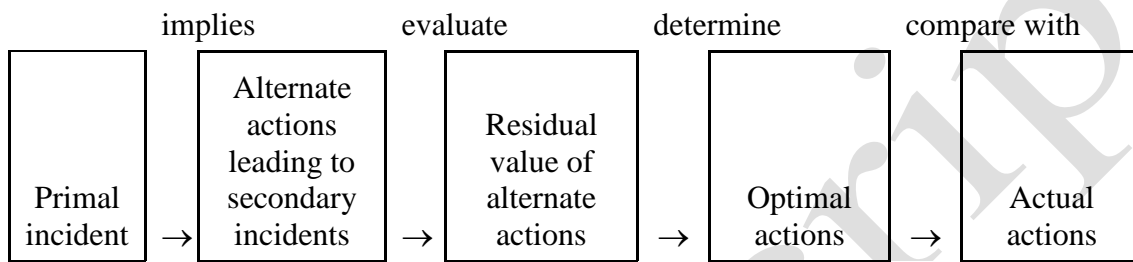 implies evaluate determine compare with
Alternate
actions
leading to
secondary
incidents
Primal
incident
→
→
Residual
value of
alternate
actions
→
Optimal
actions
→
Actual
actions
rip